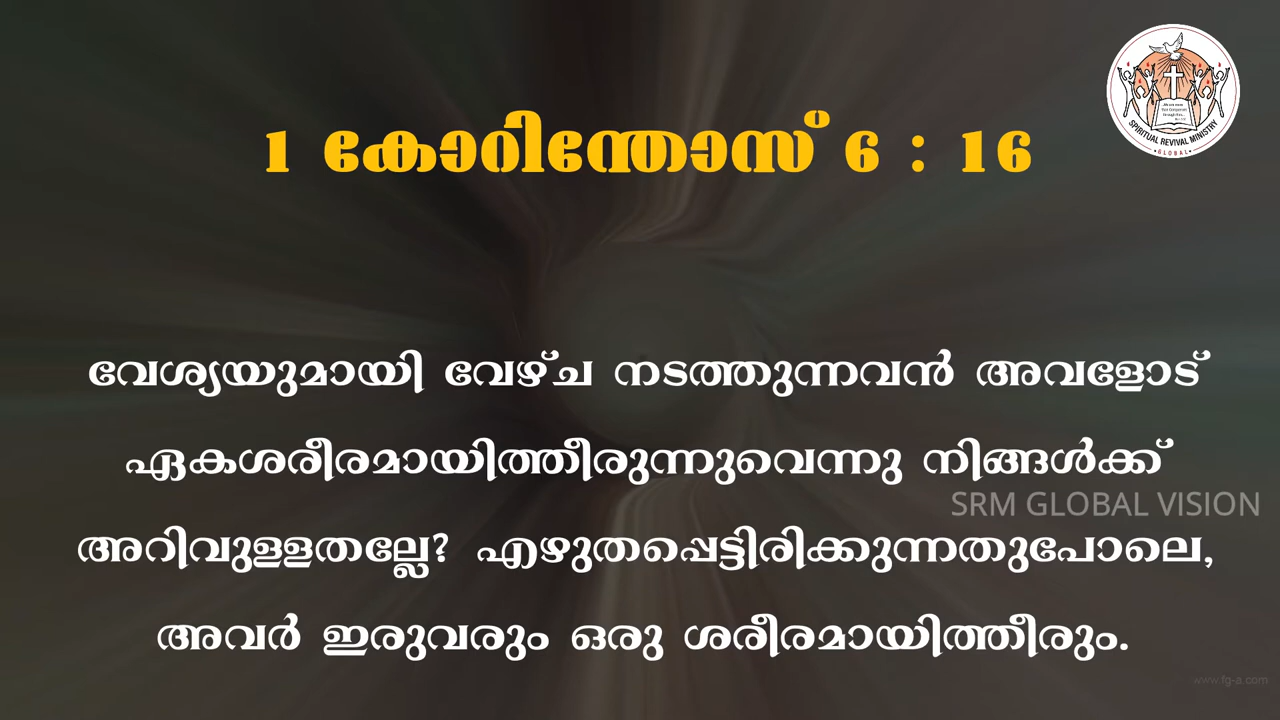 1 കോറിന്തോസ് 6 : 16
വേശ്യയുമായി വേഴ്ച നടത്തുന്നവൻ അവളോട്
ഏകശരീരമായിത്തീരുന്നുവെന്നു നിങ്ങൾക്ക്
SRM GLOBAL VISION
അറിവുള്ളതല്ലേ? എഴുതപ്പെട്ടിരിക്കുന്നതുപോലെ,
അവർ ഇരുവരും ഒരു ശരീരമായിത്തീരും.
SPIRITUAL REVIVAL MINISTRY
GLOBAL
www.fg-a.com